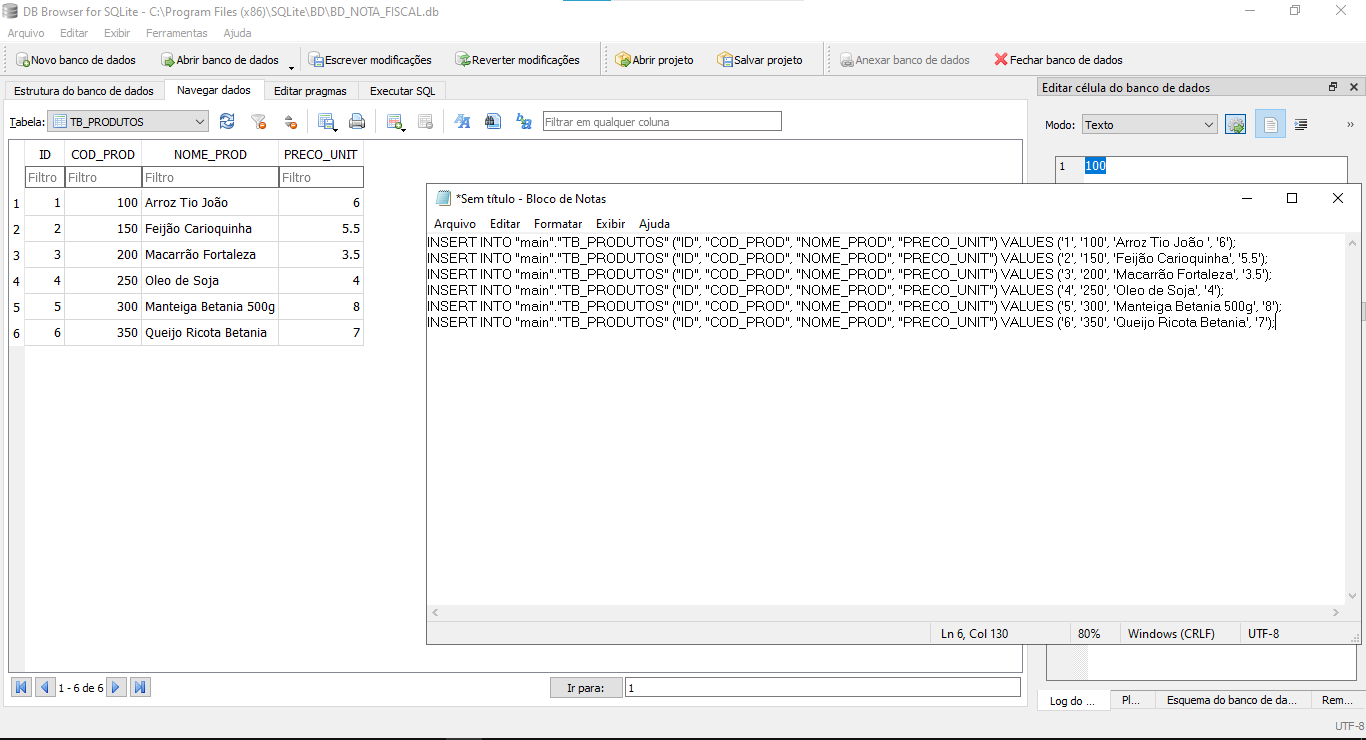 DB Browser for SQLite - C:\Program Files (x86)\SQLite\BD\BD_NOTA_FISCAL.db
Arquivo Editar Exibir Ferramentas Ajuda
Novo banco de dados Abrir banco de dados Escrever modificações Reverter modificações Abrir projeto Salvar projeto Anexar banco de dados Fechar banco de dados
Estrutura do banco de dados Navegar dados Editar pragmas Executar SQL
Tabela: TB_PRODUTOS Filtrar em qualquer coluna
ID COD_PROD NOME_PROD PRECO_UNIT
Filtro Filtro Filtro Filtro
1 1 100 Arroz Tio João 6
2 2 150 Feijão Carioquinha 5.5
3 3 200 Macarrão Fortaleza 3.5
4 4 250 Oleo de Soja 4
5 5 300 Manteiga Betania 500g 8
6 6 350 Queijo Ricota Betania 7
1 - 6 de 6 Ir para: 1
Editar célula do banco de dados
Modo: Texto »
1 100
*Sem título - Bloco de Notas
Arquivo Editar Formatar Exibir Ajuda
INSERT INTO "main"."TB_PRODUTOS" ("ID", "COD_PROD", "NOME_PROD", "PRECO_UNIT") VALUES ('1', '100', 'Arroz Tio João ', '6');
INSERT INTO "main"."TB_PRODUTOS" ("ID", "COD_PROD", "NOME_PROD", "PRECO_UNIT") VALUES ('2', '150', 'Feijão Carioquinha', '5.5');
INSERT INTO "main"."TB_PRODUTOS" ("ID", "COD_PROD", "NOME_PROD", "PRECO_UNIT") VALUES ('3', '200', 'Macarrão Fortaleza', '3.5');
INSERT INTO "main"."TB_PRODUTOS" ("ID", "COD_PROD", "NOME_PROD", "PRECO_UNIT") VALUES ('4', '250', 'Oleo de Soja', '4');
INSERT INTO "main"."TB_PRODUTOS" ("ID", "COD_PROD", "NOME_PROD", "PRECO_UNIT") VALUES ('5', '300', 'Manteiga Betania 500g', '8');
INSERT INTO "main"."TB_PRODUTOS" ("ID", "COD_PROD", "NOME_PROD", "PRECO_UNIT") VALUES ('6', '350', 'Queijo Ricota Betania', '7');
Ln 6, Col 130 80% Windows (CRLF) UTF-8
Log do ... Pl... Esquema do banco de da... Rem...
UTF-8